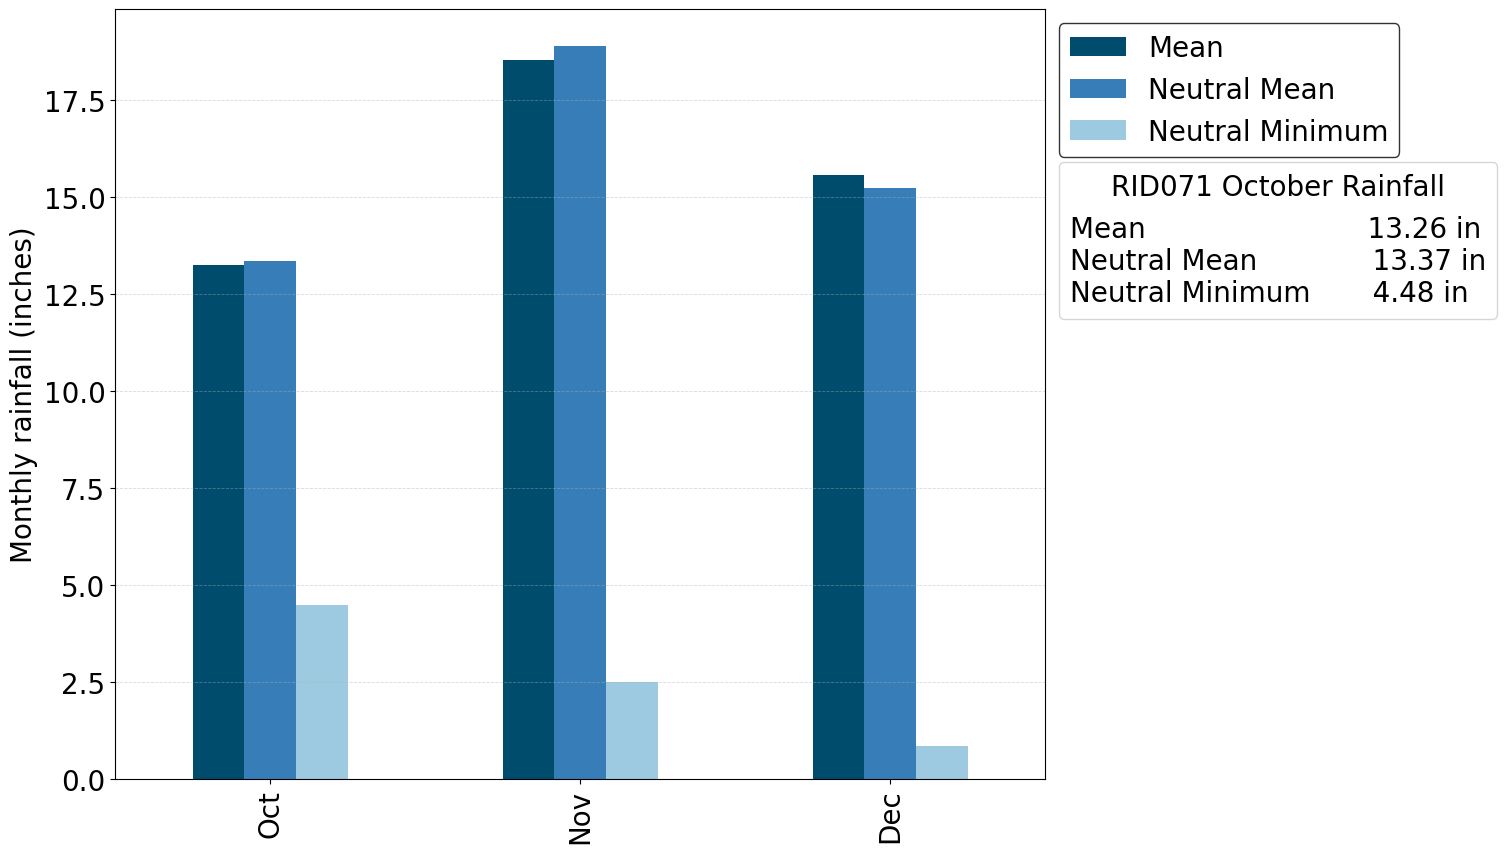 Monthly rainfall (inches)
17.5
15.0
12.5
10.0
7.5
5.0
2.5
0.0
Oct
Nov
Dec
Mean
Neutral Mean
Neutral Minimum
RID071 October Rainfall
Mean 13.26 in
Neutral Mean 13.37 in
Neutral Minimum 4.48 in